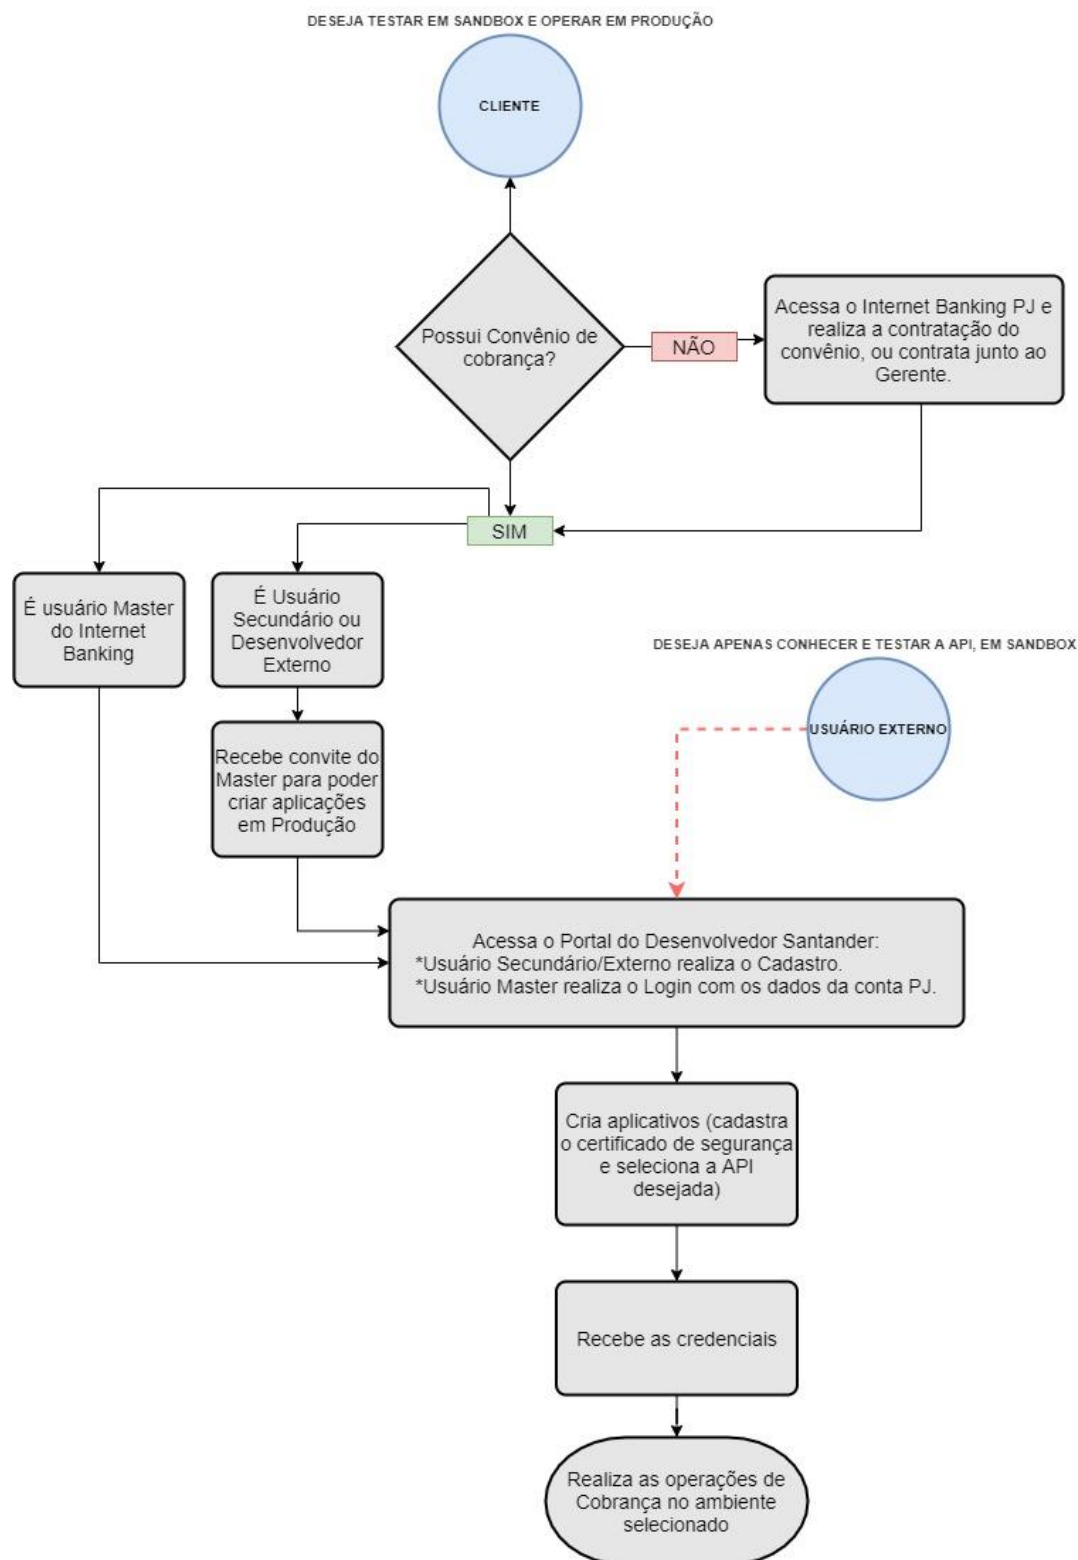 DESEJA TESTAR EM SANDBOX E OPERAR EM PRODUÇÃO
CLIENTE
Possui Convênio de
cobrança?
NÃO
Acessa o Internet Banking PJ e
realiza a contratação do
convênio, ou contrata junto ao
Gerente.
SIM
É usuário Master
do Internet
Banking
É Usuário
Secundário ou
Desenvolvedor
Externo
DESEJA APENAS CONHECER E TESTAR A API, EM SANDBOX
USUÁRIO EXTERNO
Recebe convite do
Master para poder
criar aplicações
em Produção
Acessa o Portal do Desenvolvedor Santander:
*Usuário Secundário/Externo realiza o Cadastro.
*Usuário Master realiza o Login com os dados da conta PJ.
Cria aplicativos (cadastra
o certificado de segurança
e seleciona a API
desejada)
Recebe as credenciais
Realiza as operações de
Cobrança no ambiente
selecionado